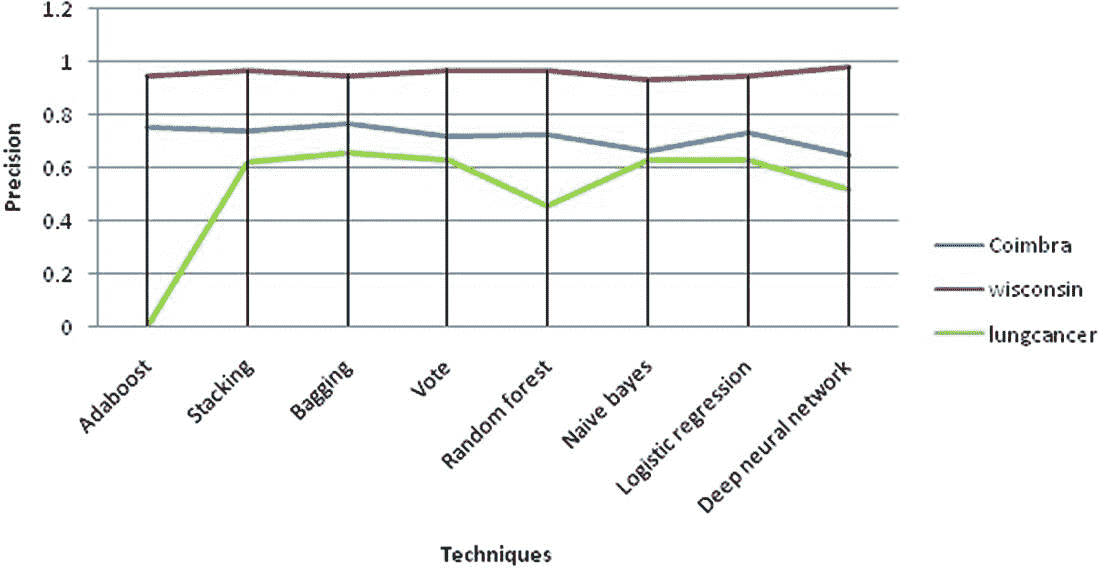 1.2
1
0.8
0.6
0.4
0.2
0
Precision
Adaboost
Stacking
Bagging
Vote
Random forest
Naive bayes
Logistic regression
Deep neural network
Techniques
Coimbra
wisconsin
lungcancer